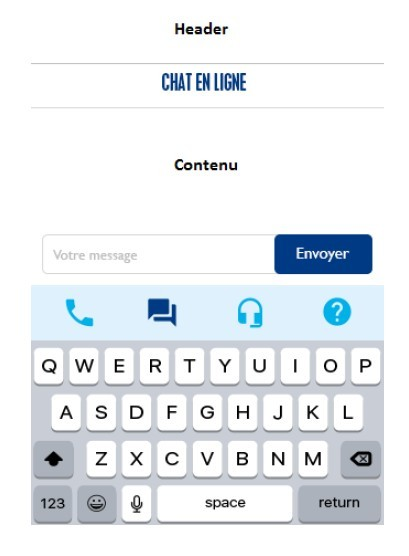 Header
CHAT EN LIGNE
Contenu
Votre message Envoyer
?
Q W E R T Y U I O P
A S D F G H J K L
Z X C V B N M
123 space return